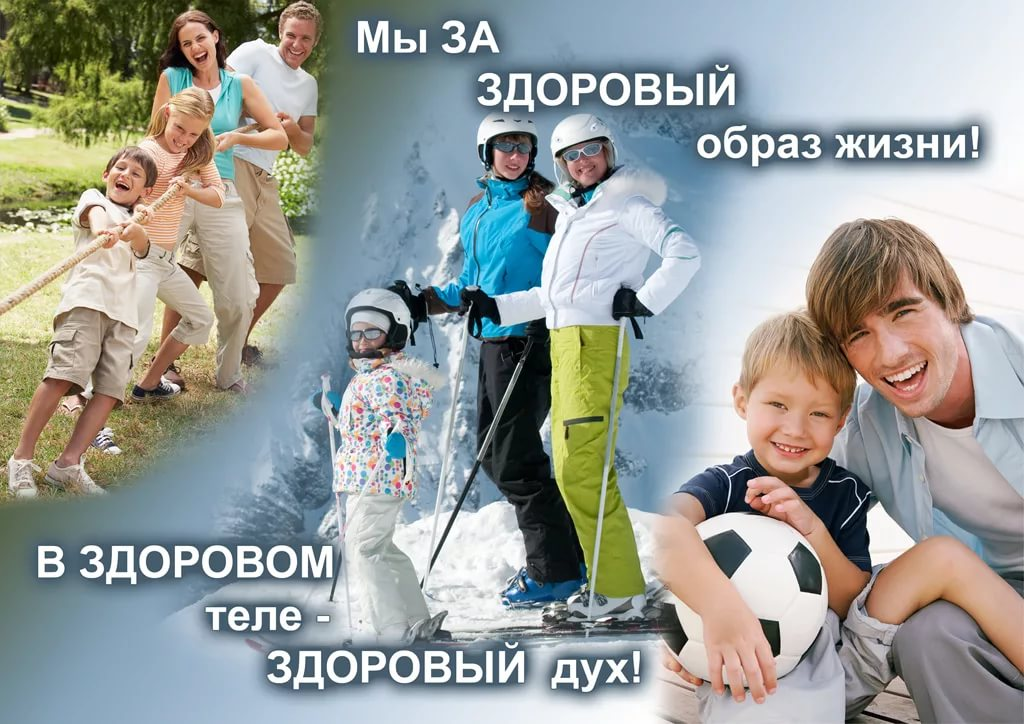 Мы ЗА
ЗДОРОВЫЙ
образ жизни!
В ЗДОРОВОМ
теле -
ЗДОРОВЫЙ дух!